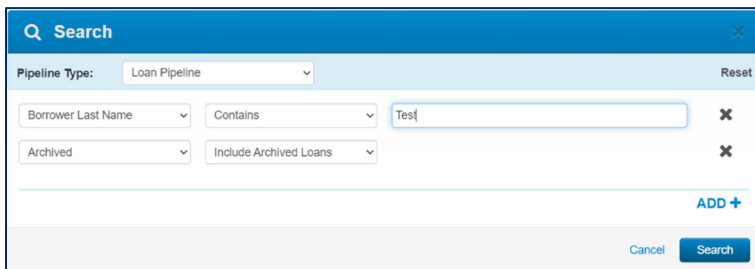 Search
Pipeline Type: Loan Pipeline Reset
Borrower Last Name Contains Test
Archived Include Archived Loans
ADD +
Cancel Search